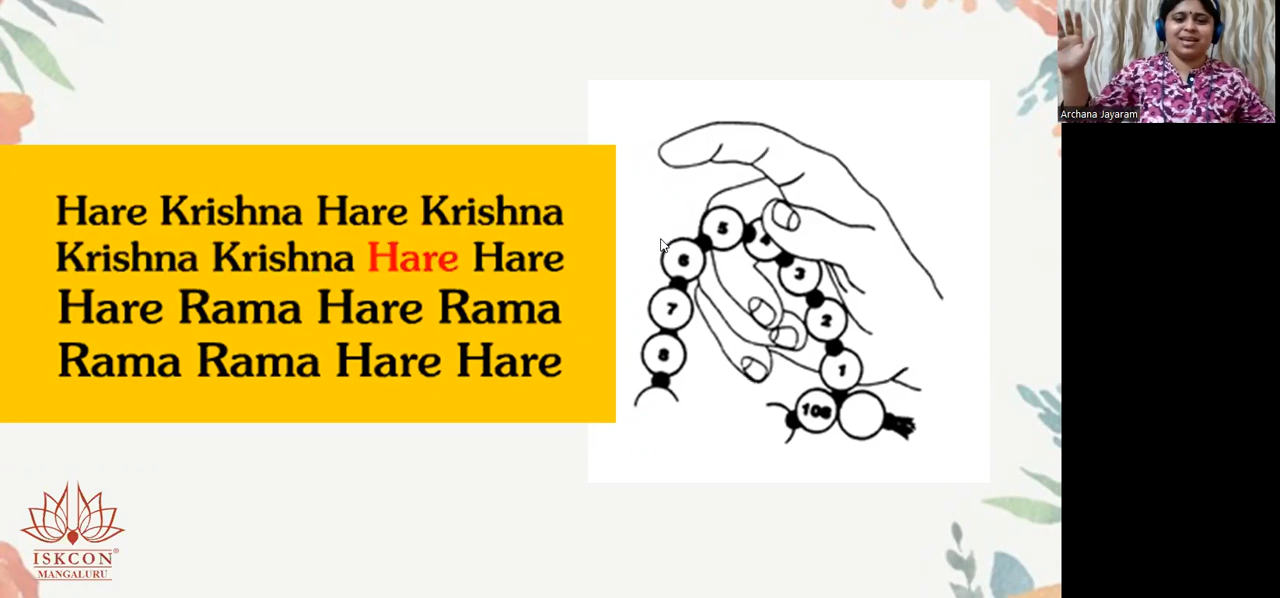 Hare Krishna Hare Krishna
Krishna Krishna Hare Hare
Hare Rama Hare Rama
Rama Rama Hare Hare
5
4
6
3
7
2
8
1
108
ISKCON®
MANGALURU
Archana Jayaram